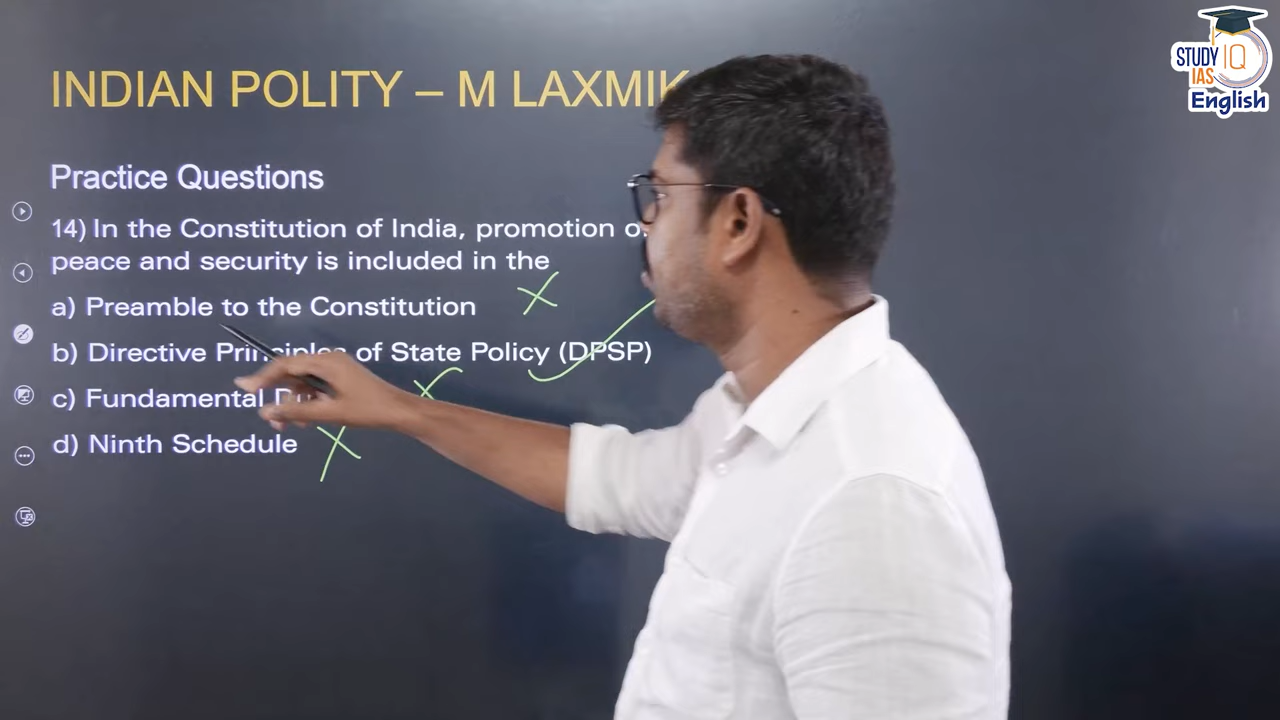 STUDY IQ
IAS
English
INDIAN POLITY – M LAXMIK
Practice Questions
14) In the Constitution of India, promotion
peace and security is included in the
a) Preamble to the Constitution
b) Directive Principles of State Policy (DPSP)
c) Fundamental
d) Ninth Schedule